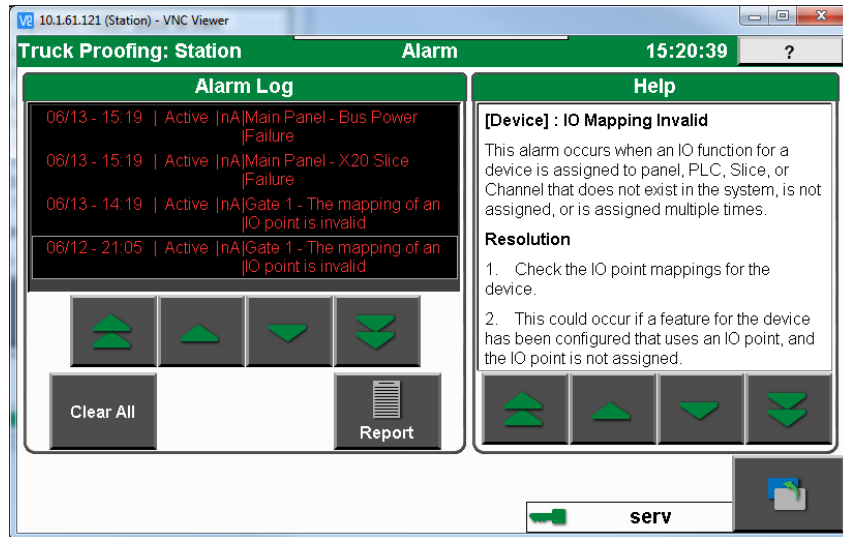 10.1.61.121 (Station) - VNC Viewer
Truck Proofing: Station
Alarm
15:20:39
?
Alarm Log
06/13 - 15:19 | Active |nA|Main Panel - Bus Power
|Failure
06/13 - 15:19 | Active |nA|Main Panel - X20 Slice
|Failure
06/13 - 14:19 | Active |nA|Gate 1 - The mapping of an
|IO point is invalid
06/12 - 21:05 | Active |nA|Gate 1 - The mapping of an
|IO point is invalid
Clear All
Report
Help
[Device] : IO Mapping Invalid
This alarm occurs when an IO function for a
device is assigned to panel, PLC, Slice, or
Channel that does not exist in the system, is not
assigned, or is assigned multiple times.
Resolution
1. Check the IO point mappings for the
device.
2. This could occur if a feature for the device
has been configured that uses an IO point, and
the IO point is not assigned.
serv